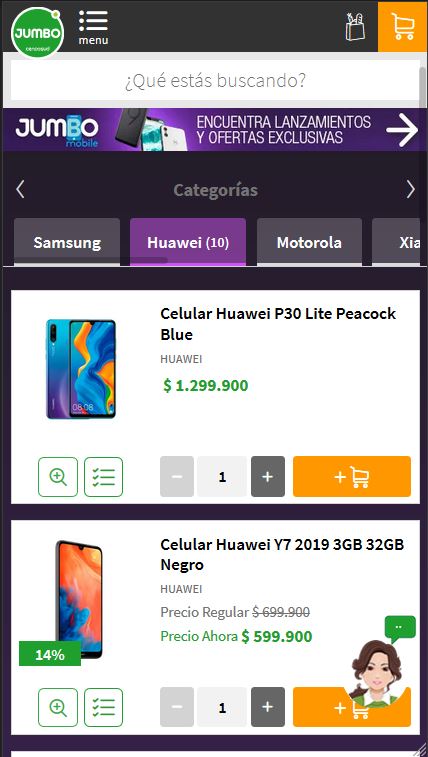 JUMBO
cencosud
menu
¿Qué estás buscando?
JUMBO
mobile
ENCUENTRA LANZAMIENTOS
Y OFERTAS EXCLUSIVAS
Categorías
Samsung
Huawei (10)
Motorola
Xia
Celular Huawei P30 Lite Peacock
Blue
HUAWEI
$ 1.299.900
08:08
1
+
+
Celular Huawei Y7 2019 3GB 32GB
Negro
HUAWEI
Precio Regular $ 699.900
Precio Ahora $ 599.900
14%
1
+
+